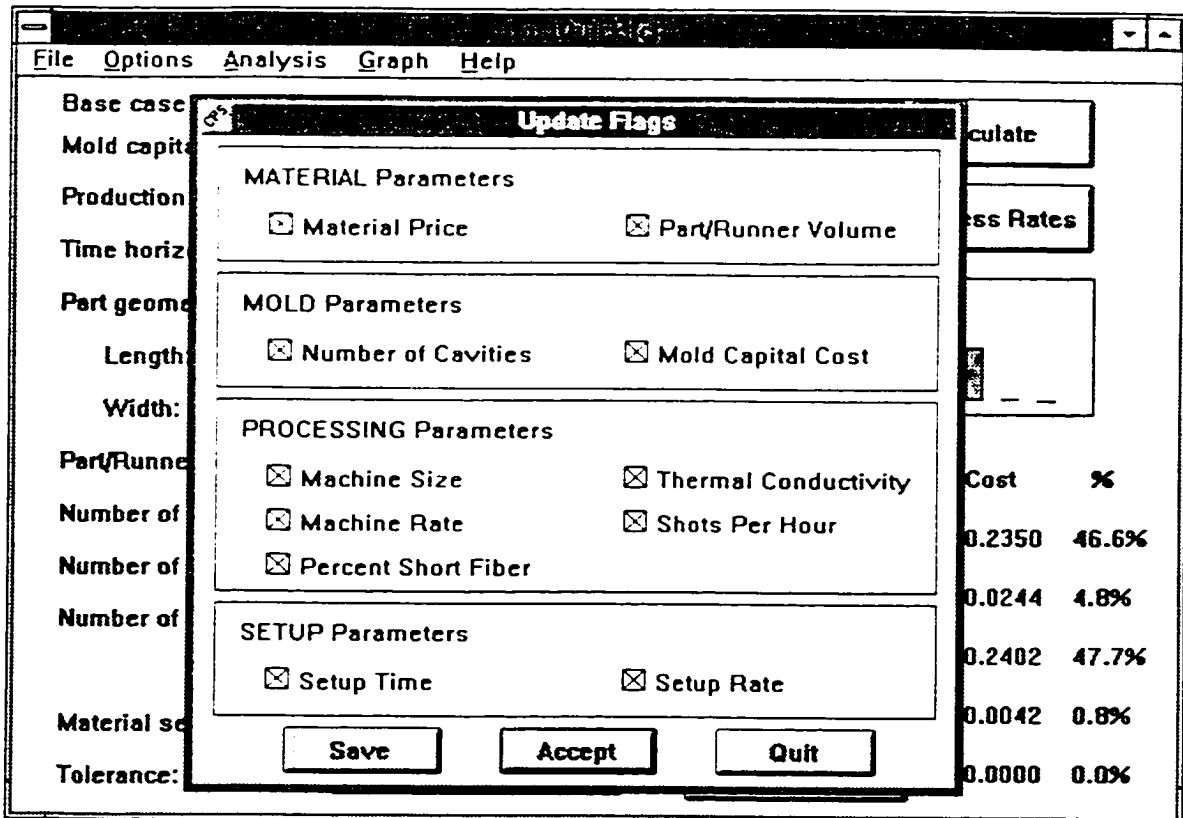 File Options Analysis Graph Help
Base case
Update Flags
culate
Mold capita
MATERIAL Parameters
Production
Material Price Part/Runner Volume
ess Rates
Time horiz
Part geome
MOLD Parameters
Length:
Number of Cavities Mold Capital Cost
Width:
PROCESSING Parameters
Part/Runne
Machine Size Thermal Conductivity
Cost %
Number of
Machine Rate Shots Per Hour
0.2350 46.6%
Number of
Percent Short Fiber
0.0244 4.8%
Number of
SETUP Parameters
0.2402 47.7%
Setup Time Setup Rate
Material se
0.0042 0.8%
Save Accept Quit
Tolerance:
0.0000 0.0%